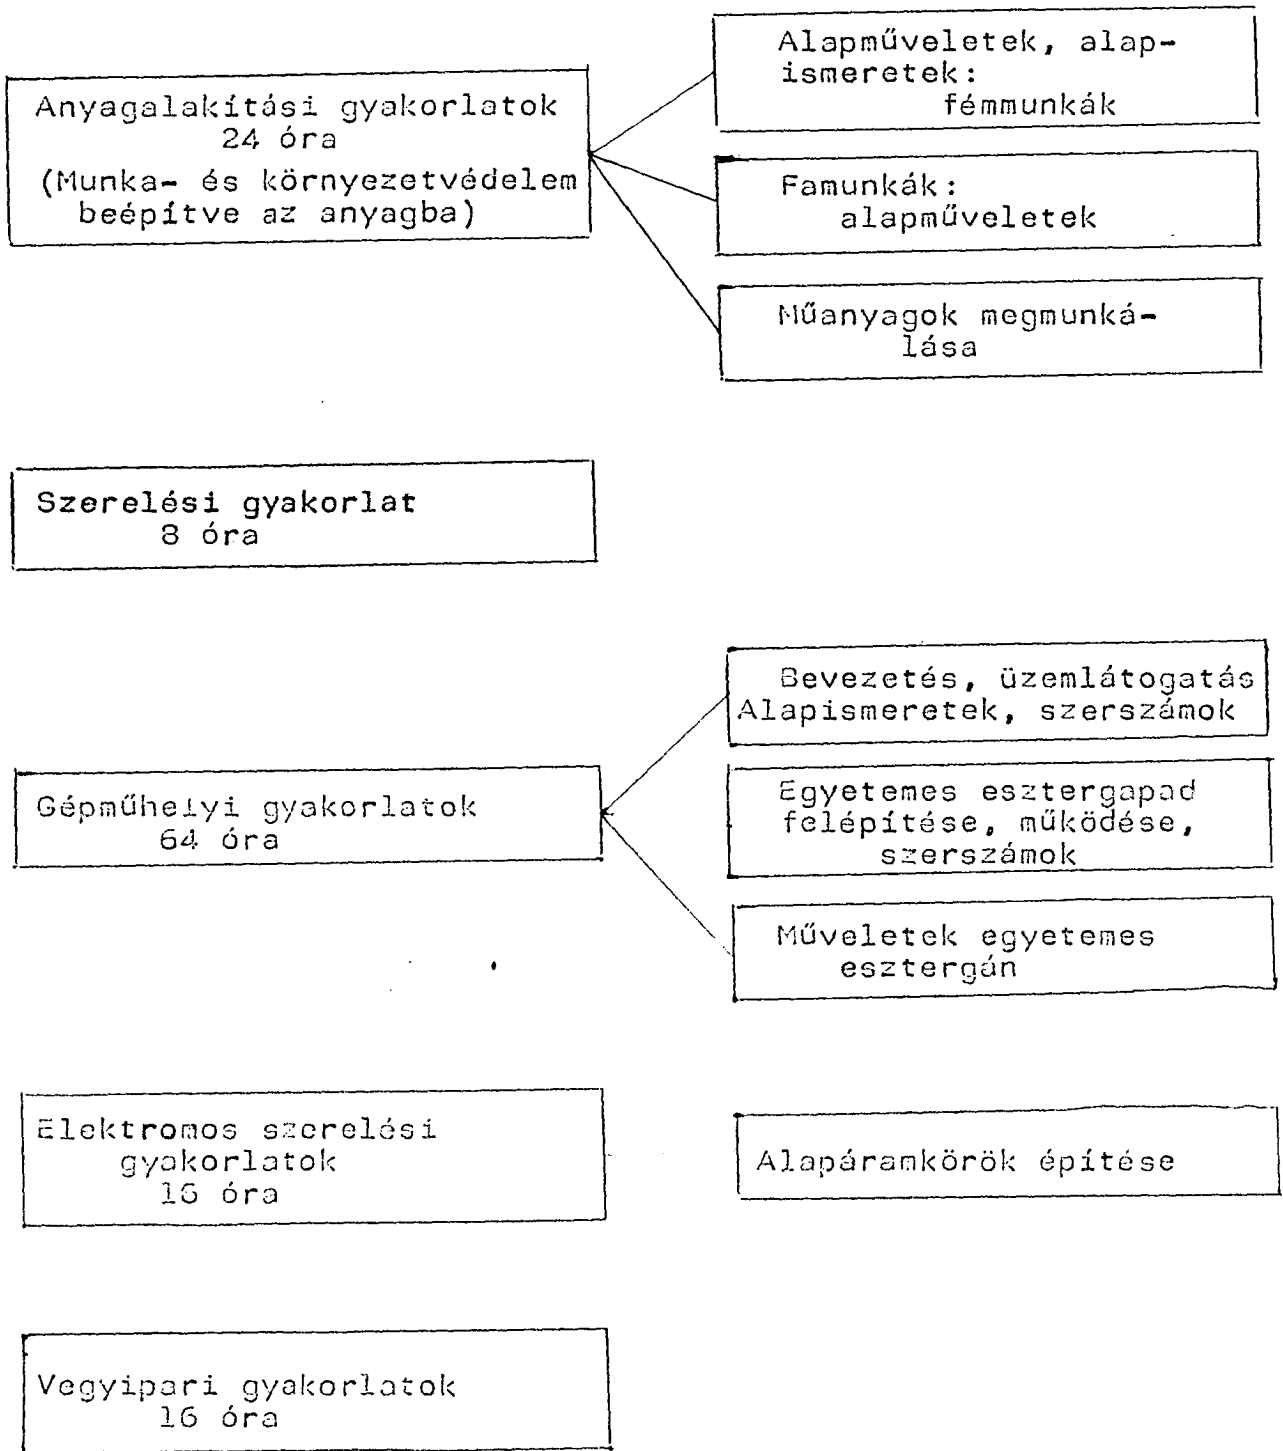 Anyagalakítási gyakorlatok
24 óra
(Munka- és környezetvédelem
beépítve az anyagba)
Alapműveletek, alap-
ismeretek:
fémmunkák
Famunkák:
alapműveletek
Műanyagok megmunká-
lása
Szerelési gyakorlat
8 óra
Gépműhelyi gyakorlatok
64 óra
Bevezetés, üzemlátogatás
Alapismeretek, szerszámok
Egyetemes esztergapad
felépítése, működése,
szerszámok
Műveletek egyetemes
esztergán
Elektromos szerelési
gyakorlatok
16 óra
Alapáramkörök építése
Vegyipari gyakorlatok
16 óra